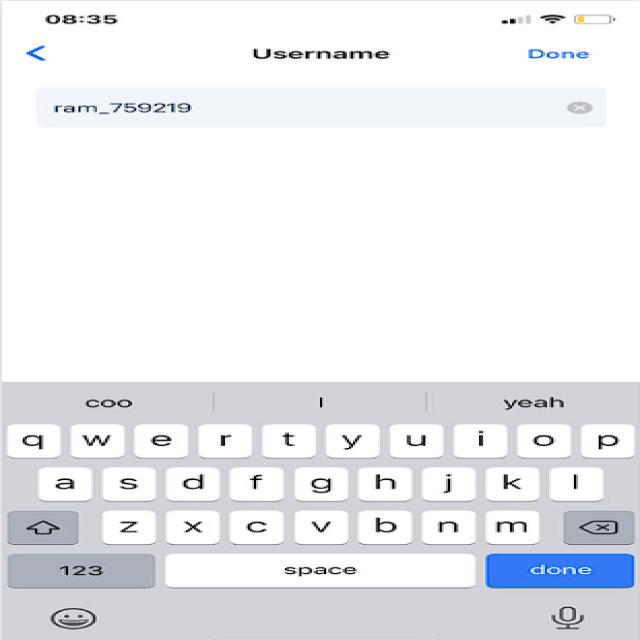 08:35
Username
Done
ram_759219
coo
I
yeah
q w e r t y u i o p
a s d f g h j k l
z x c v b n m
123
space
done